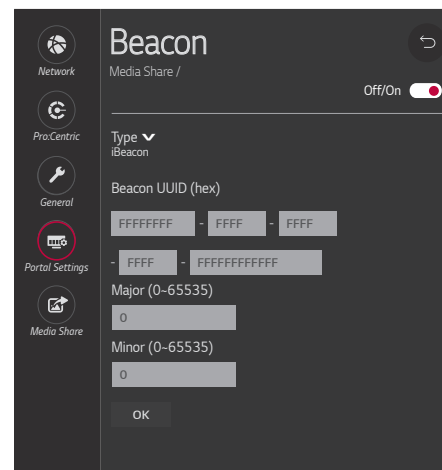 Beacon
Network
Media Share /
Off/On
Pro:Centric
Type
iBeacon
General
Beacon UUID (hex)
FFFFFFFF - FFFF - FFFF
Portal Settings
- FFFF - FFFFFFFFFFFF
Major (0~65535)
0
Media Share
Minor (0~65535)
0
OK